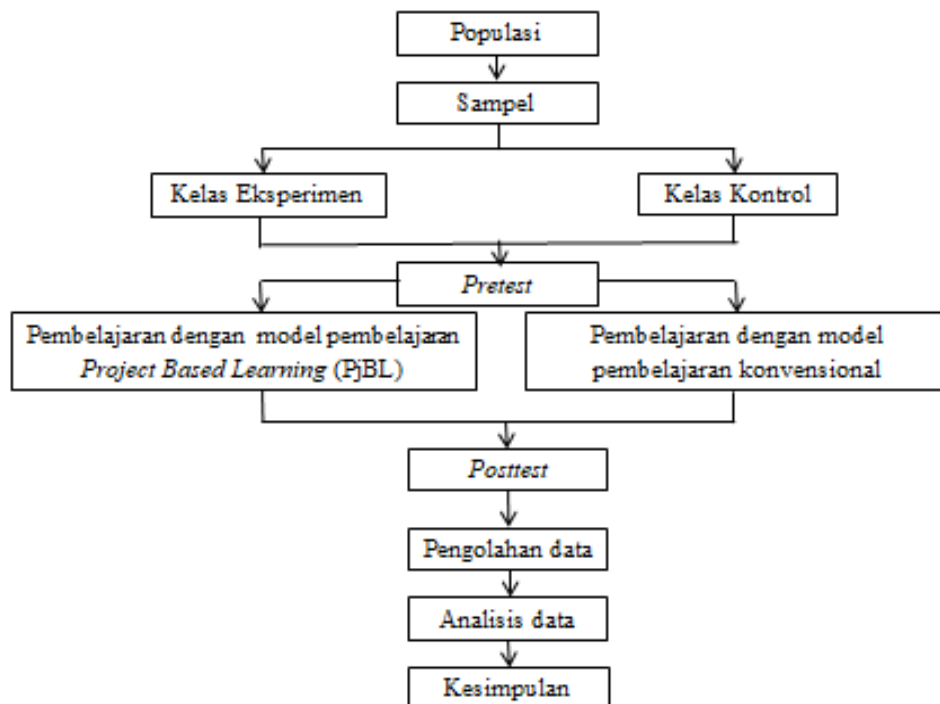 Populasi
Sampel
Kelas Eksperimen
Kelas Kontrol
Pretest
Pembelajaran dengan model pembelajaran
Project Based Learning (PjBL)
Pembelajaran dengan model
pembelajaran konvensional
Posttest
Pengolahan data
Analisis data
Kesimpulan